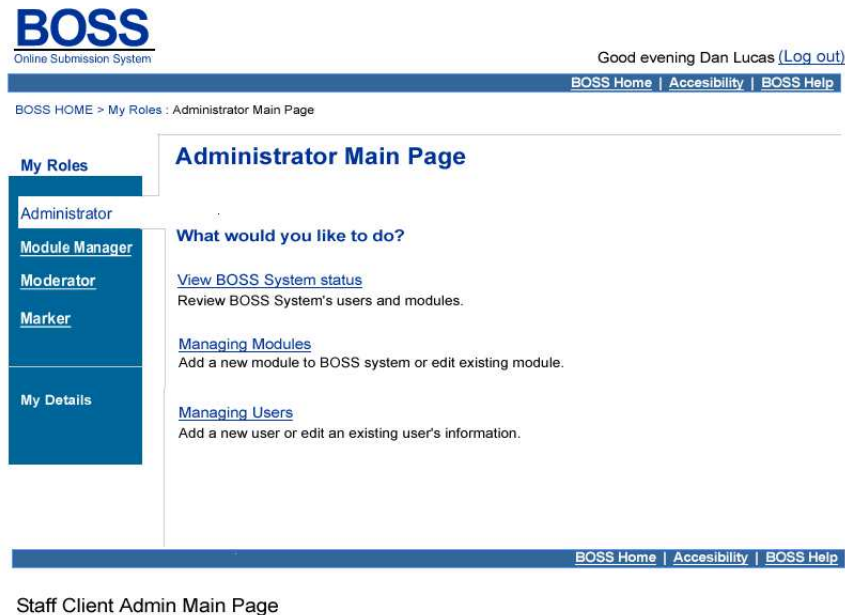 BOSS
Online Submission System
Good evening Dan Lucas (Log out)
BOSS Home | Accesibility | BOSS Help
BOSS HOME > My Roles : Administrator Main Page
My Roles
Administrator
Module Manager
Moderator
Marker
My Details
Administrator Main Page
What would you like to do?
View BOSS System status
Review BOSS System's users and modules.
Managing Modules
Add a new module to BOSS system or edit existing module.
Managing Users
Add a new user or edit an existing user's information.
BOSS Home | Accesibility | BOSS Help
Staff Client Admin Main Page